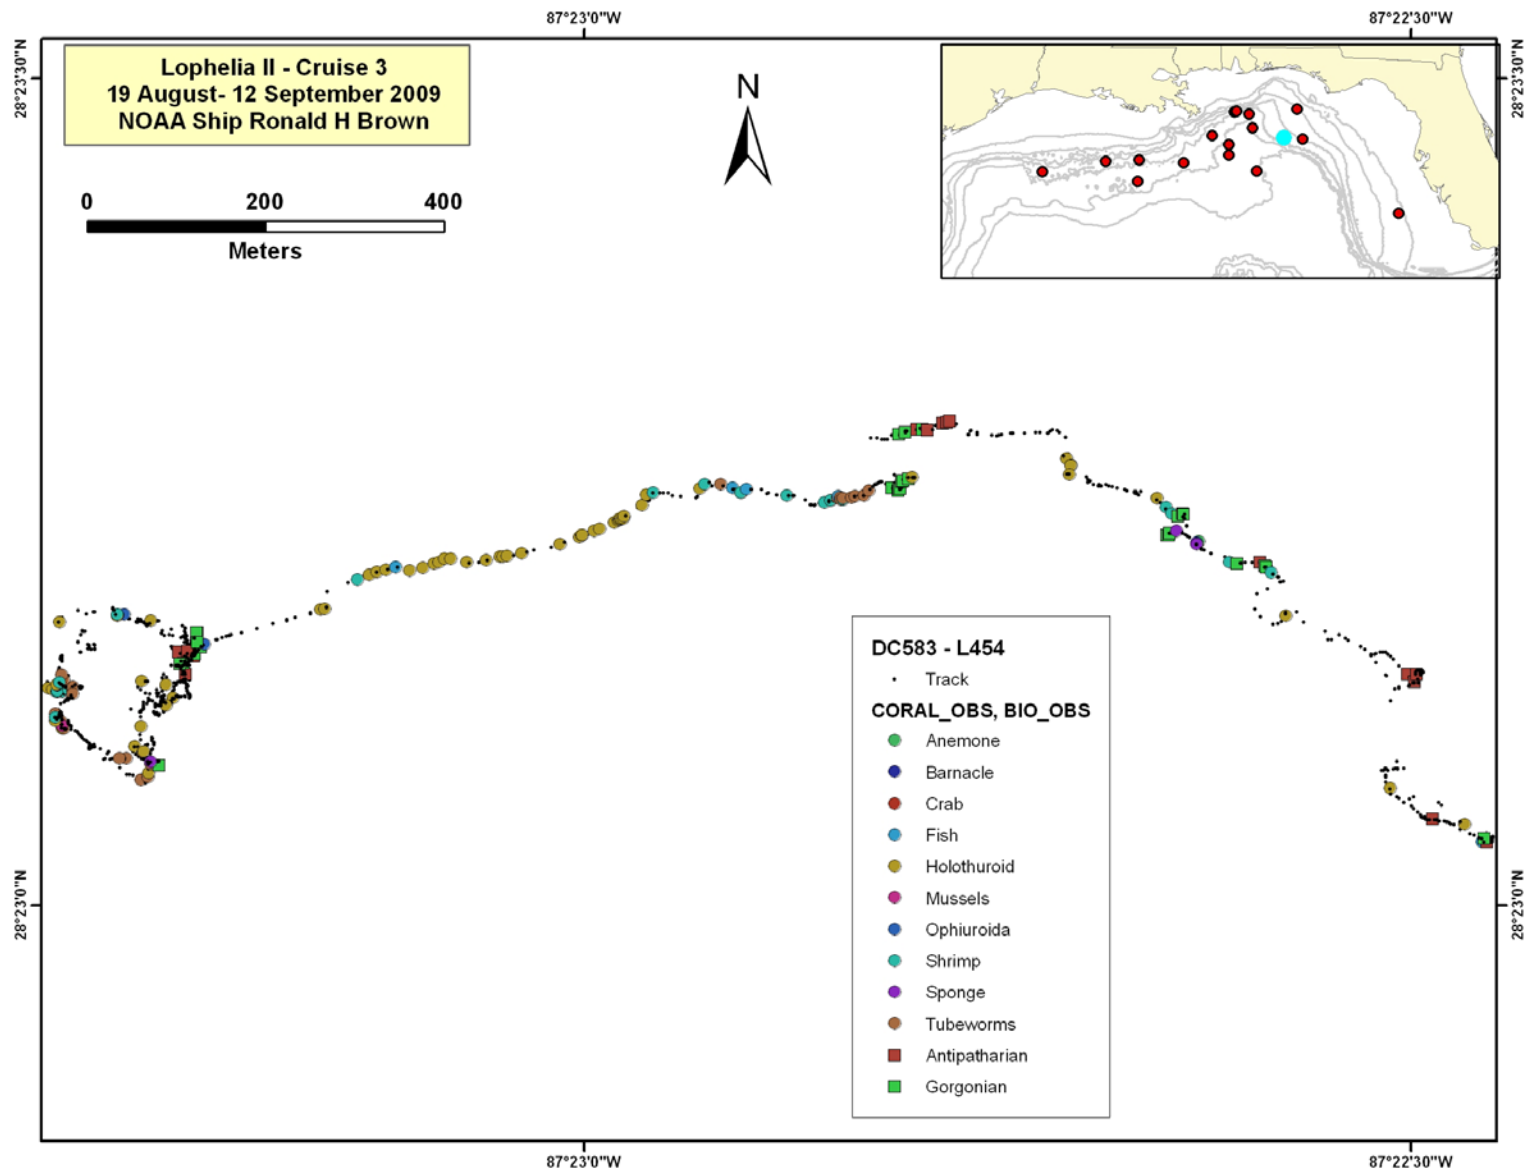 87°23'0"W
87°22'30"W
28°23'30"N
28°23'30"N
Lophelia II - Cruise 3
19 August- 12 September 2009
NOAA Ship Ronald H Brown
N
0
200
400
Meters
DC583 - L454
Track
CORAL_OBS, BIO_OBS
Anemone
Barnacle
Crab
Fish
Holothuroid
Mussels
Ophiuroida
Shrimp
Sponge
Tubeworms
Antipatharian
Gorgonian
28°23'0"N
28°23'0"N
87°23'0"W
87°22'30"W